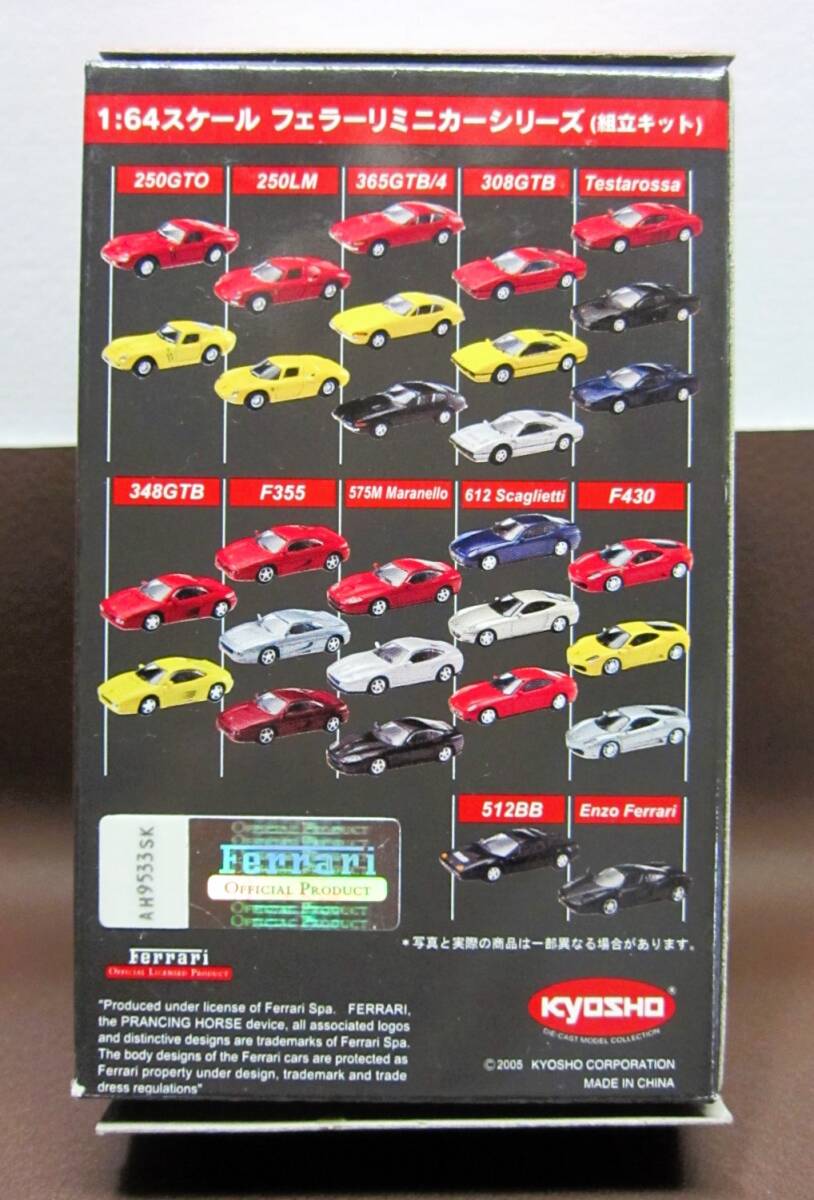 1:64スケール フェラーリミニカーシリーズ (組立キット)
250GTO 250LM 365GTB/4 308GTB Testarossa
348GTB F355 575M Maranello 612 Scaglietti F430
512BB Enzo Ferrari
AH9533SK
OFFICIAL PRODUCT
Ferrari
OFFICIAL PRODUCT
OFFICIAL PRODUCT
OFFICIAL PRODUCT
*写真と実際の商品は一部異なる場合があります。
Ferrari
OFFICIAL LICENSED PRODUCT
"Produced under license of Ferrari Spa. FERRARI,
the PRANCING HORSE device, all associated logos
and distinctive designs are trademarks of Ferrari Spa.
The body designs of the Ferrari cars are protected as
Ferrari property under design, trademark and trade
dress regulations"
KYOSHO®
DIE-CAST MODEL COLLECTION
©2005 KYOSHO CORPORATION
MADE IN CHINA